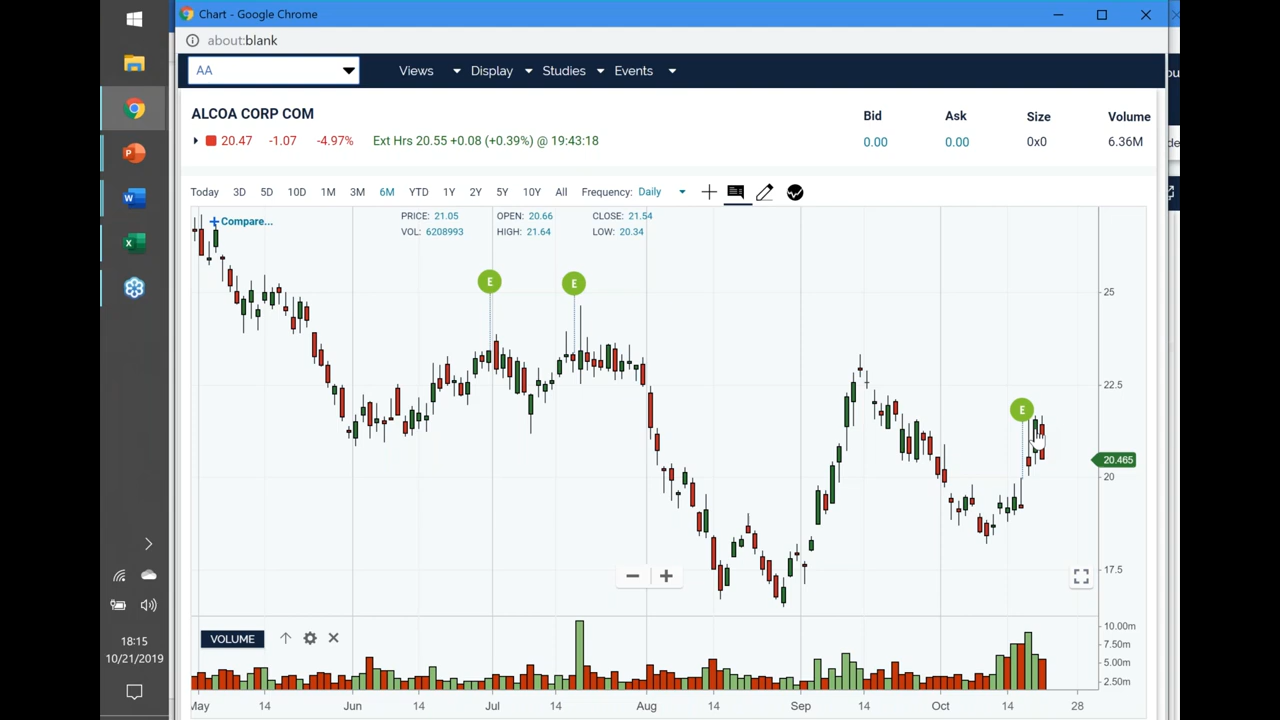 Chart - Google Chrome
about:blank
AA
Views Display Studies Events
ALCOA CORP COM
Bid Ask Size Volume
20.47 -1.07 -4.97% Ext Hrs 20.55 +0.08 (+0.39%) @ 19:43:18
0.00 0.00 0x0 6.36M
Today 3D 5D 10D 1M 3M 6M YTD 1Y 2Y 5Y 10Y All Frequency: Daily
+ Compare...
PRICE: 21.05 OPEN: 20.66 CLOSE: 21.54
VOL: 6208993 HIGH: 21.64 LOW: 20.34
E
E
25
22.5
E
20.465
20
17.5
VOLUME
10.00m
7.50m
5.00m
2.50m
May 14 Jun 14 Jul 14 Aug 14 Sep 14 Oct 14 28
18:15
10/21/2019